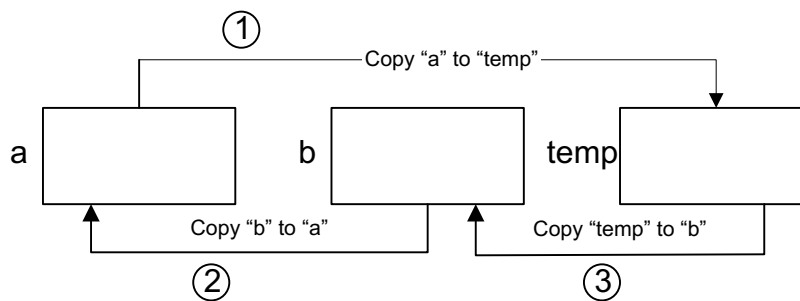 1
Copy “a” to “temp”
a
b
temp
Copy “b” to “a”
Copy “temp” to “b”
2
3